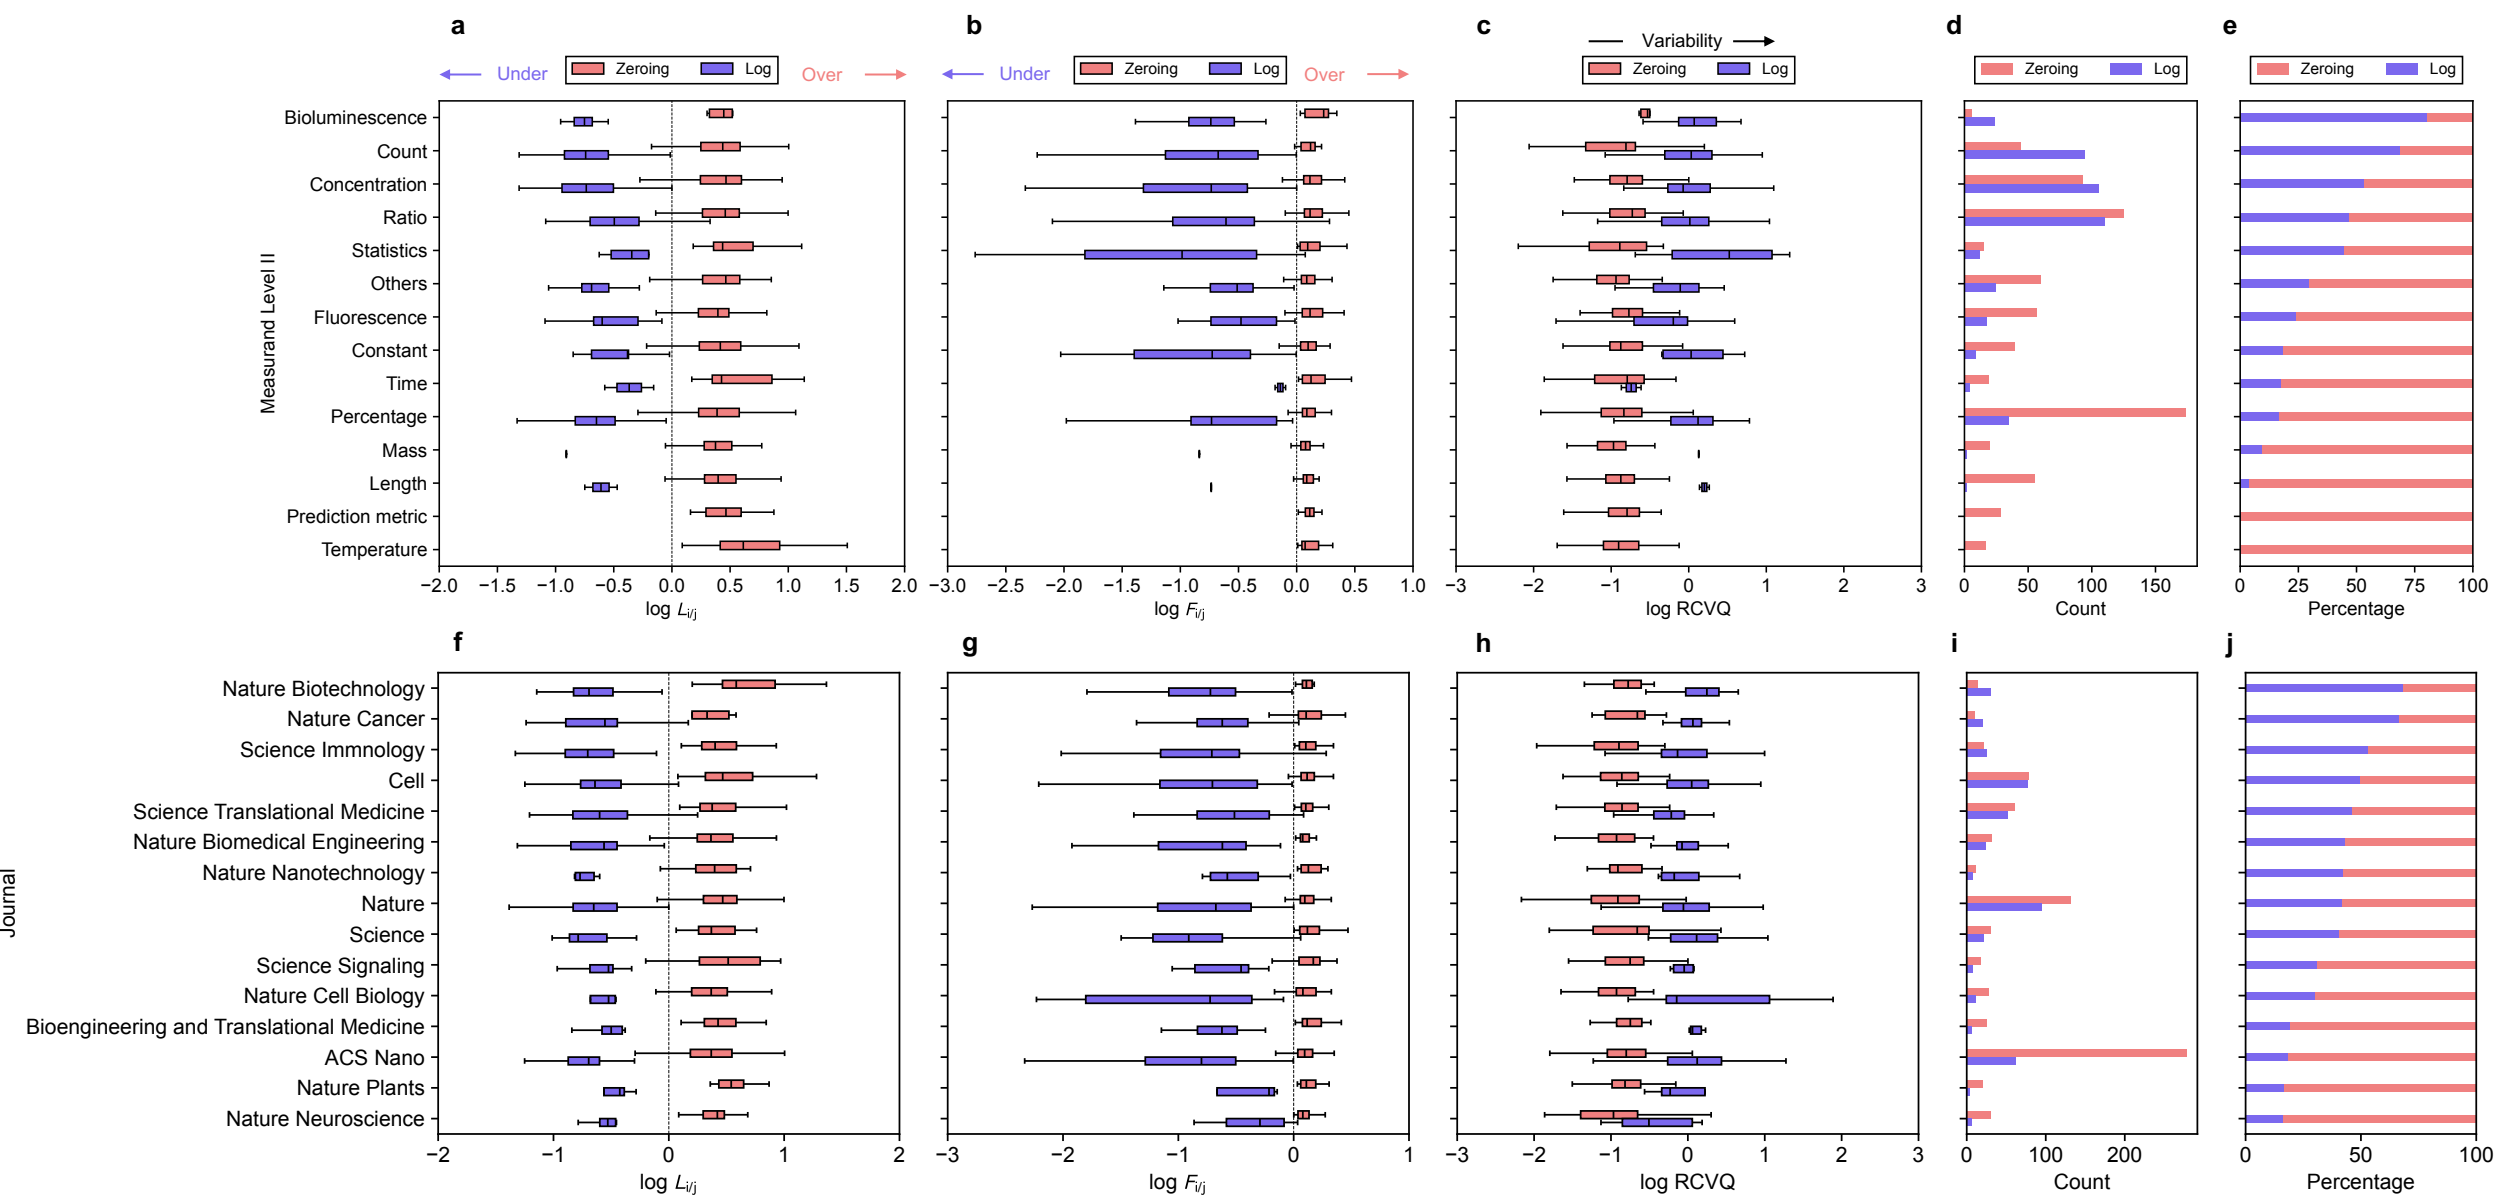 a b c d e
Variability
Under Zeroing Log Over
Under Zeroing Log Over
Zeroing Log
Zeroing Log
Zeroing Log
Measurand Level II
Bioluminescence
Count
Concentration
Ratio
Statistics
Others
Fluorescence
Constant
Time
Percentage
Mass
Length
Prediction metric
Temperature
−2.0 −1.5 −1.0 −0.5 0.0 0.5 1.0 1.5 2.0
log Li/j
−3.0 −2.5 −2.0 −1.5 −1.0 −0.5 0.0 0.5 1.0
log Fi/j
−3 −2 −1 0 1 2 3
log RCVQ
0 50 100 150
Count
0 25 50 75 100
Percentage
f g h i j
Journal
Nature Biotechnology
Nature Cancer
Science Immnology
Cell
Science Translational Medicine
Nature Biomedical Engineering
Nature Nanotechnology
Nature
Science
Science Signaling
Nature Cell Biology
Bioengineering and Translational Medicine
ACS Nano
Nature Plants
Nature Neuroscience
−2 −1 0 1 2
log Li/j
−3 −2 −1 0 1
log Fi/j
−3 −2 −1 0 1 2 3
log RCVQ
0 100 200
Count
0 50 100
Percentage